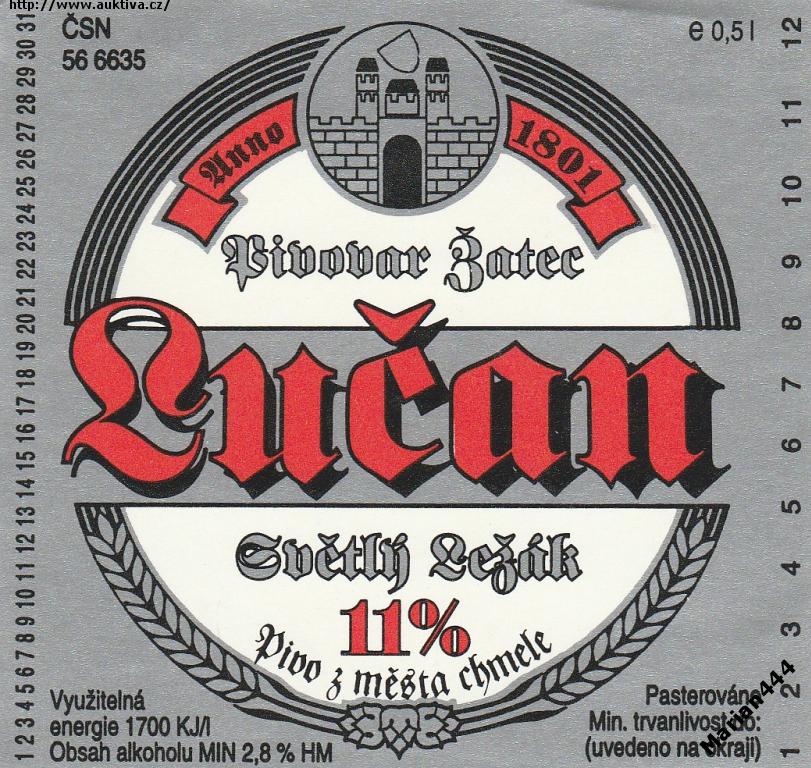 http://www.auktiva.cz/
ČSN
56 6635
e 0,5 l
Anno 1801
Pivovar Žatec
Lučan
Světlý Ležák
11%
Pivo z města chmele
Využitelná
energie 1700 KJ/l
Obsah alkoholu MIN 2,8 % HM
Pasterováno
Min. trvanlivost do:
(uvedeno na okraji)
Marian444
1 2 3 4 5 6 7 8 9 10 11 12 13 14 15 16 17 18 19 20 21 22 23 24 25 26 27 28 29 30 31
1 2 3 4 5 6 7 8 9 10 11 12